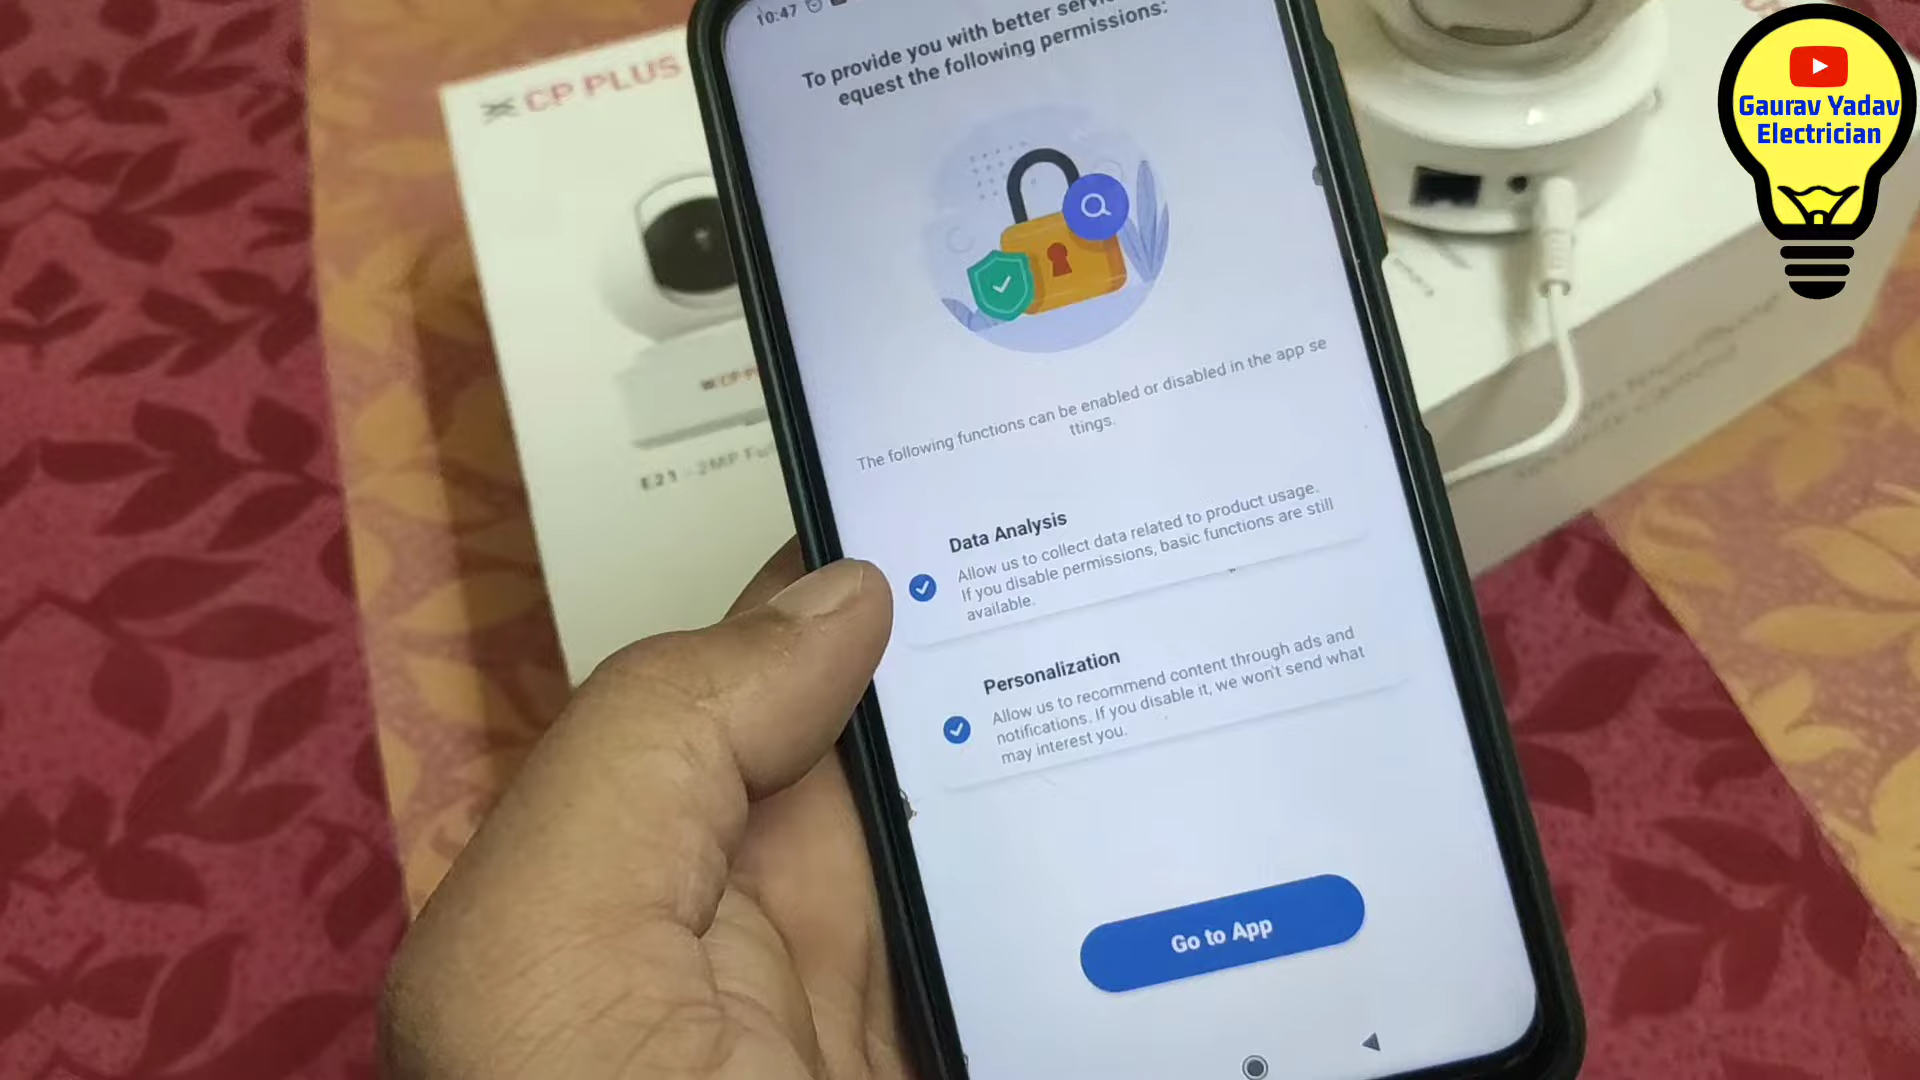 10:47
To provide you with better
equest the following permissions:
CP PLUS
Gaurav Yadav
Electrician
The following functions can be enabled or disabled in the app se
ttings.
E21 - 2MP
Data Analysis
Allow us to collect data related to product usage.
If you disable permissions, basic functions are still
available.
Personalization
Allow us to recommend content through ads and
notifications. If you disable it, we won't send what
may interest you.
Go to App